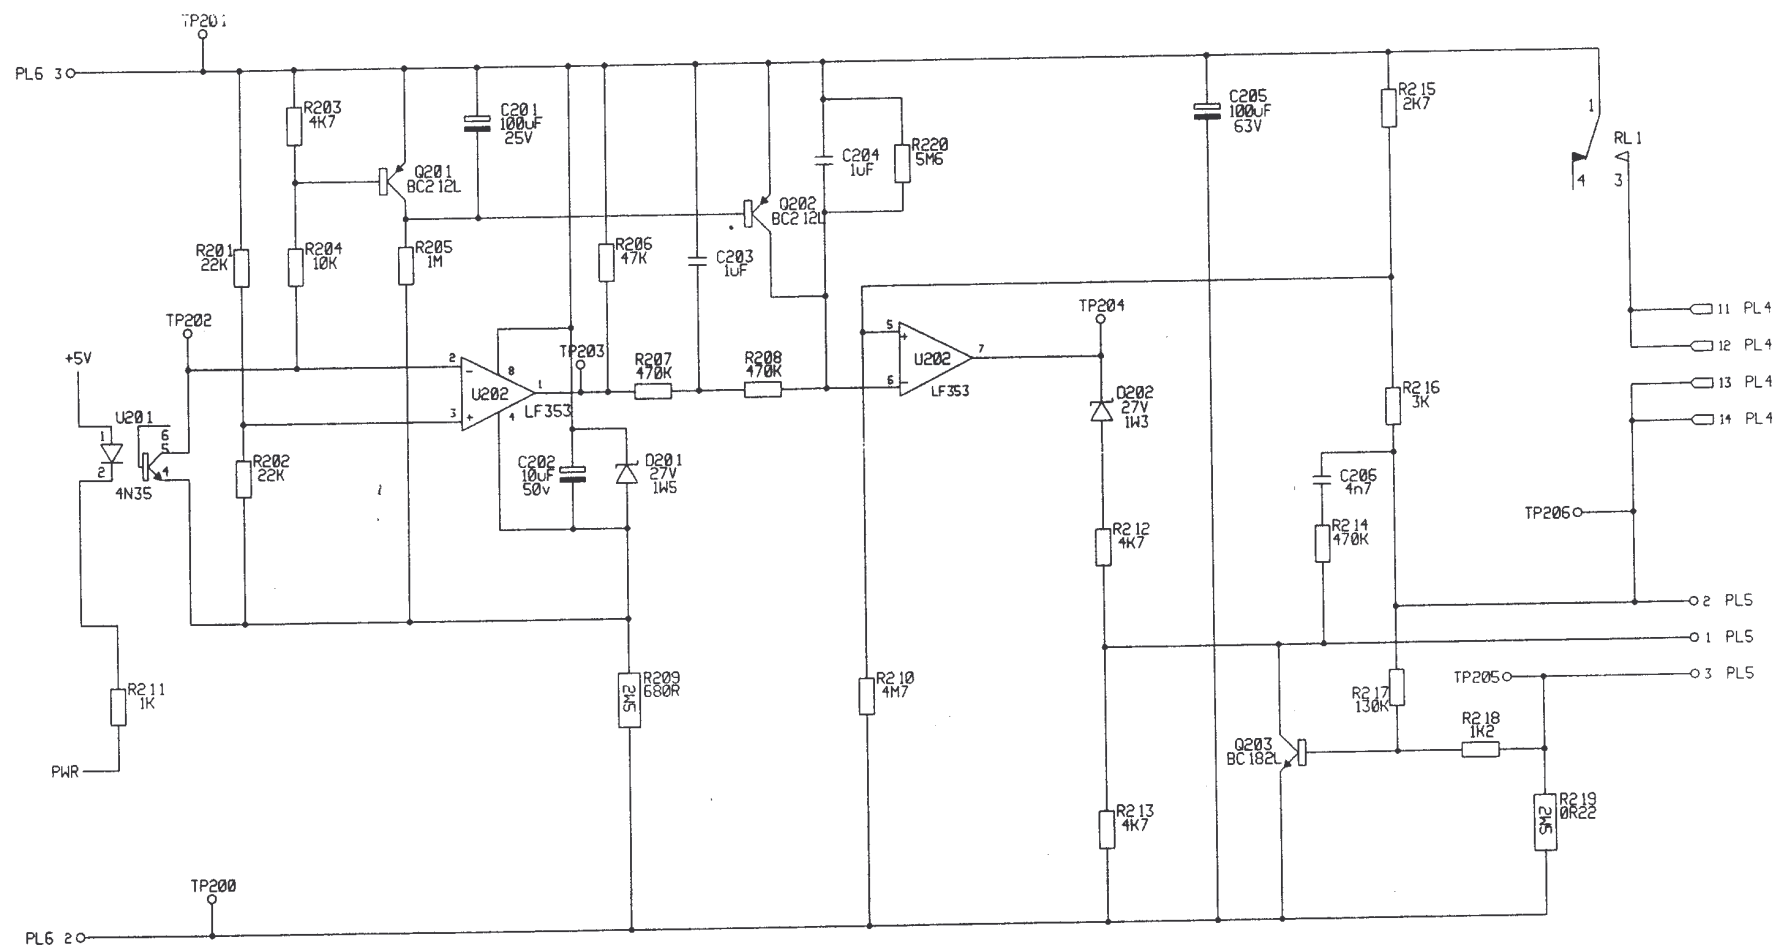 TP201
PL6 3
R203
4K7
C201
100uF
25V
Q201
BC212L
C204
1uF
R220
5M6
C205
100uF
63V
R215
2K7
1
RL1
4
3
Q202
BC212L
R201
22K
R204
10K
R205
1M
R206
47K
C203
1uF
TP202
+5V
TP203
TP204
11 PL4
12 PL4
13 PL4
14 PL4
2
3
8
1
4
U202
LF353
R207
470K
R208
470K
5
6
7
U202
LF353
D202
27V
1W3
R216
3K
U201
1
2
6
5
4
4N35
R202
22K
C202
10uF
50v
D201
27V
1W5
C206
4n7
R214
470K
TP206
R212
4K7
2 PL5
1 PL5
3 PL5
TP205
R211
1K
PWR
R209
680R
2W5
R210
4M7
R217
130K
R218
1K2
Q203
BC182L
R213
4K7
R219
0R22
2W5
TP200
PL6 2